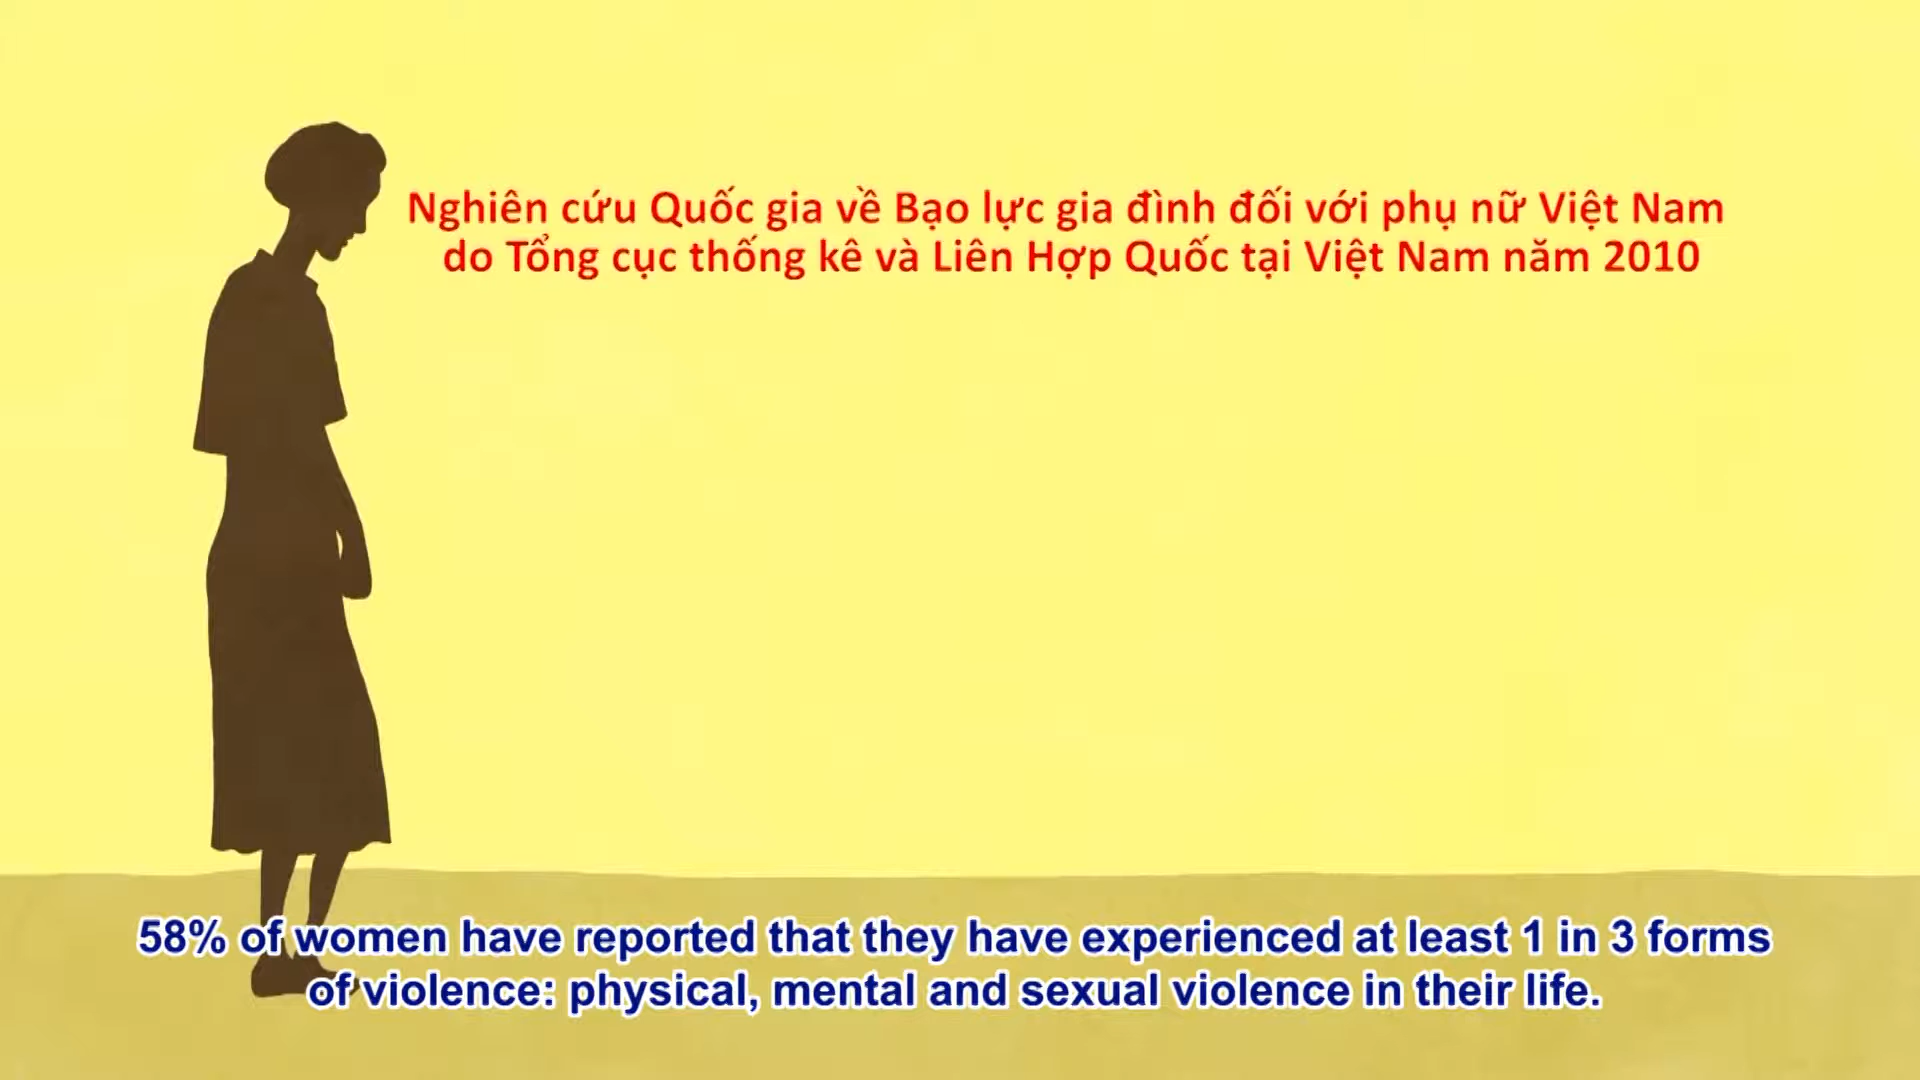 Nghiên cứu Quốc gia về Bạo lực gia đình đối với phụ nữ Việt Nam
do Tổng cục thống kê và Liên Hợp Quốc tại Việt Nam năm 2010
58% of women have reported that they have experienced at least 1 in 3 forms
of violence: physical, mental and sexual violence in their life.